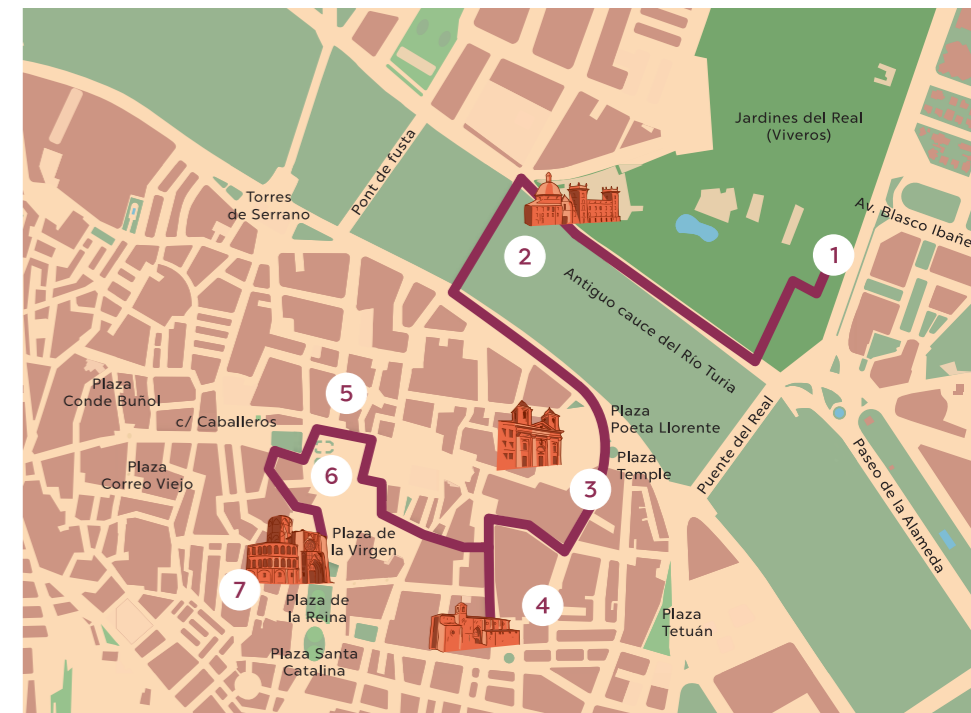 Jardines del Real
(Viveros)
Pont de fusta
Torres
de Serrano
Av. Blasco Ibañe
1
2
Antiguo cauce del Río Turia
Plaza
Conde Buñol
5
c/ Caballeros
Plaza
Poeta Llorente
Puente del Real
Paseo de la Alameda
Plaza
Correo Viejo
6
Plaza
Temple
3
Plaza de
la Virgen
7
Plaza de
la Reina
4
Plaza
Tetuán
Plaza Santa
Catalina